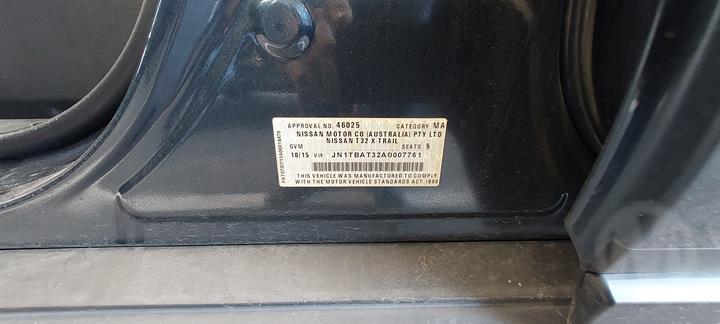 APPROVAL NO. 46025 CATEGORY MA
NISSAN MOTOR CO (AUSTRALIA) PTY LTD
NISSAN T32 X-TRAIL
GVM SEATS 5
10/15 VIN JN1TBAT32A0007761
THIS VEHICLE WAS MANUFACTURED TO COMPLY
WITH THE MOTOR VEHICLE STANDARDS ACT 1989